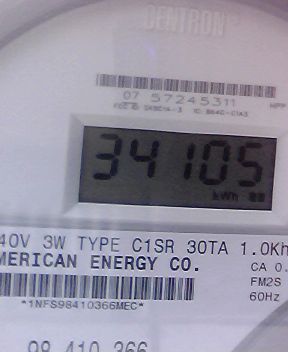 CENTRON
07 57245311
34105
kWh
40V 3W TYPE C1SR 30TA 1.0Kh
MERICAN ENERGY CO.
CA 0.
FM2S
60Hz
*1NFS98410366MEC*
98 410 366